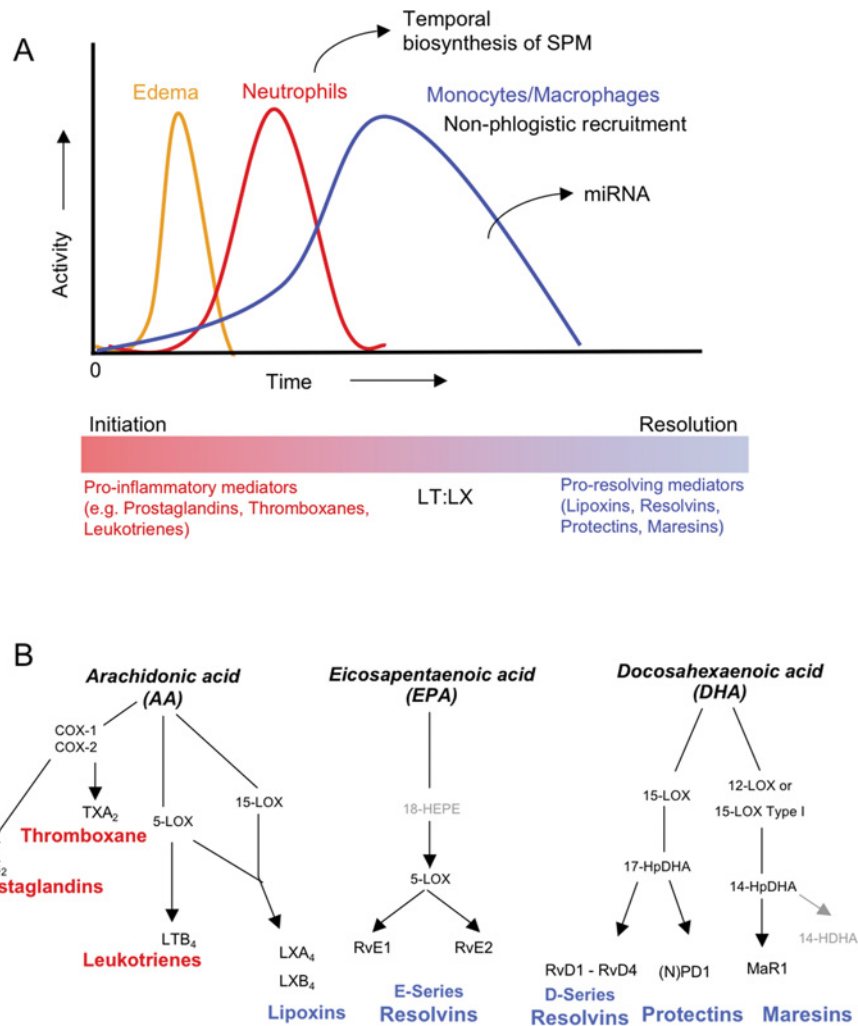 A
Temporal
biosynthesis of SPM
Edema
Neutrophils
Monocytes/Macrophages
Non-phlogistic recruitment
miRNA
Activity
0
Time
Initiation
Resolution
Pro-inflammatory mediators
(e.g. Prostaglandins, Thromboxanes,
Leukotrienes)
LT:LX
Pro-resolving mediators
(Lipoxins, Resolvins,
Protectins, Maresins)
B
Arachidonic acid
(AA)
COX-1
COX-2
TXA₂
Thromboxane
₂
staglandins
5-LOX
15-LOX
LTB₄
Leukotrienes
LXA₄
LXB₄
Lipoxins
Eicosapentaenoic acid
(EPA)
18-HEPE
5-LOX
RvE1
RvE2
E-Series
Resolvins
Docosahexaenoic acid
(DHA)
15-LOX
12-LOX or
15-LOX Type I
17-HpDHA
14-HpDHA
14-HDHA
RvD1 - RvD4
(N)PD1
MaR1
D-Series
Resolvins
Protectins
Maresins